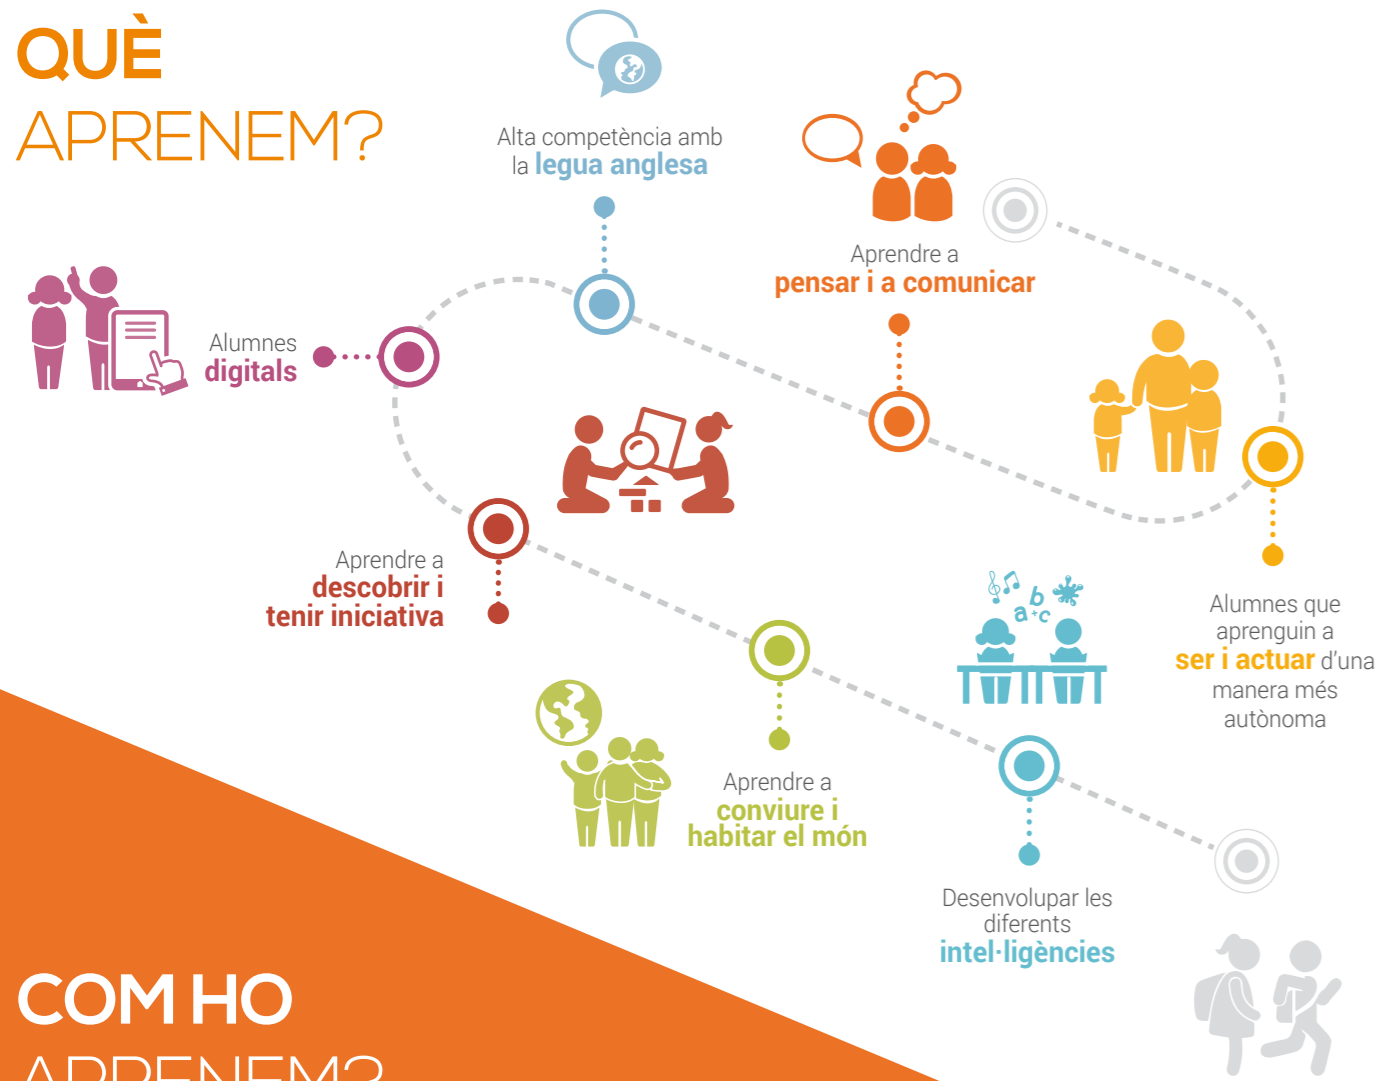 QUÈ
APRENEM?
Alta competència amb
la legua anglesa
Aprendre a
pensar i a comunicar
Alumnes
digitals
Aprendre a
descobrir i
tenir iniciativa
b
a+c
Alumnes que
aprenguin a
ser i actuar d'una
manera més
autònoma
Aprendre a
conviure i
habitar el món
Desenvolupar les
diferents
intel·ligències
COM HO
APRENEM?